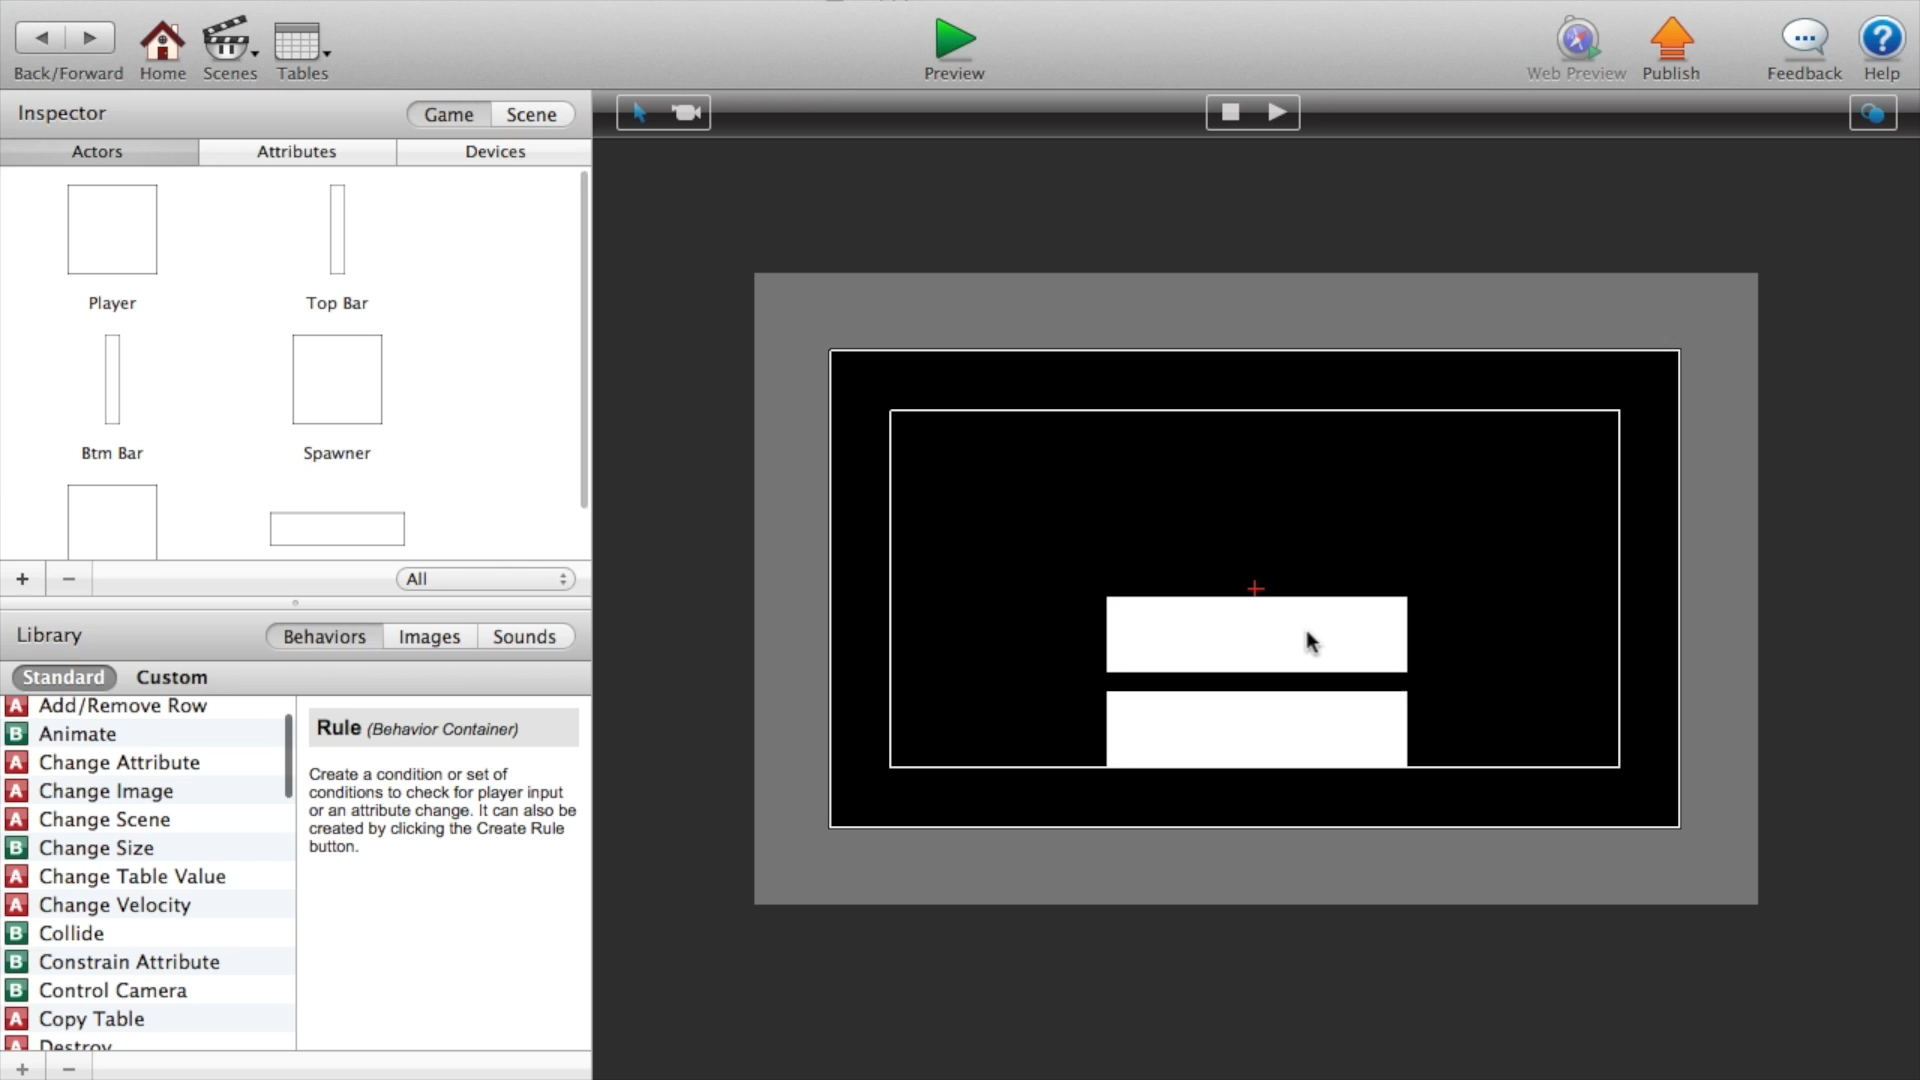 Back/Forward
Home
Scenes
Tables
Preview
Web Preview
Publish
Feedback
Help
Inspector
Game
Scene
Actors
Attributes
Devices
Player
Top Bar
Btm Bar
Spawner
All
Library
Behaviors
Images
Sounds
Standard
Custom
A Add/Remove Row
B Animate
A Change Attribute
A Change Image
A Change Scene
B Change Size
A Change Table Value
A Change Velocity
B Collide
B Constrain Attribute
B Control Camera
A Copy Table
A Destroy
Rule (Behavior Container)
Create a condition or set of
conditions to check for player input
or an attribute change. It can also be
created by clicking the Create Rule
button.